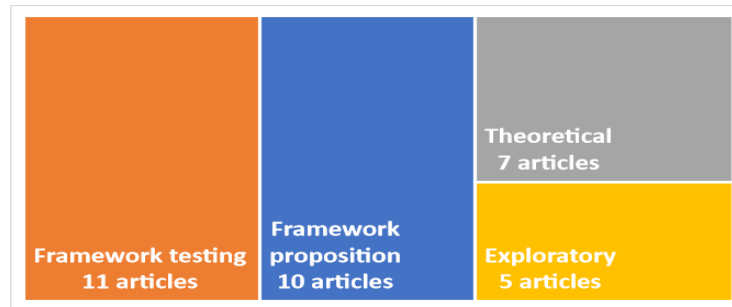 Framework testing
11 articles
Framework
proposition
10 articles
Theoretical
7 articles
Exploratory
5 articles